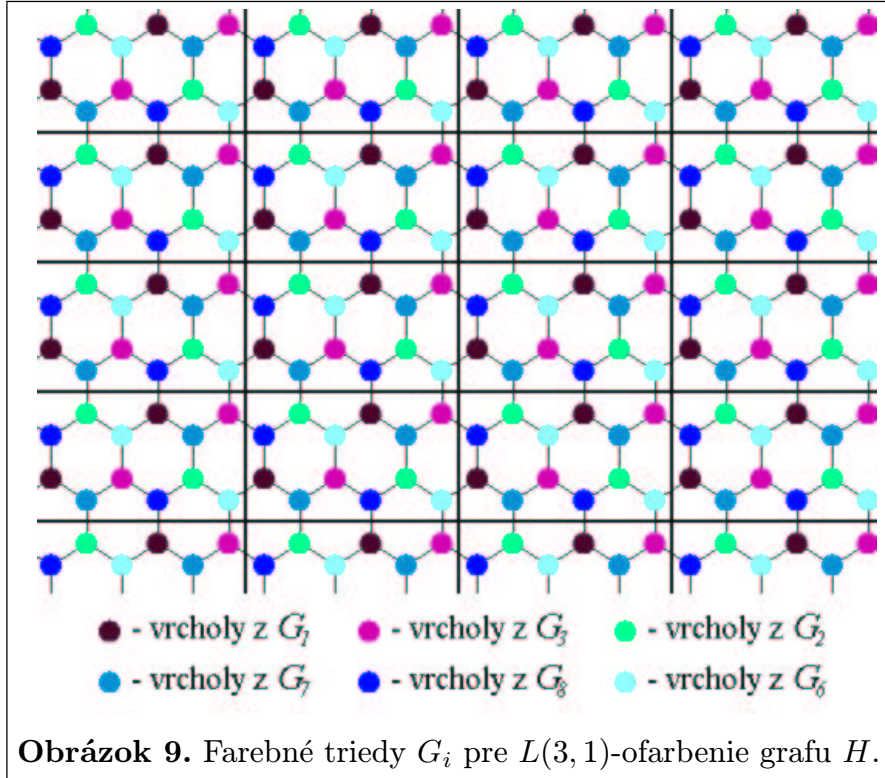 - vrcholy z G₁ - vrcholy z G₃ - vrcholy z G₂
- vrcholy z G₇ - vrcholy z G₈ - vrcholy z G₆
Obrázok 9. Farebné triedy Gᵢ pre L(3, 1)-ofarbenie grafu H.